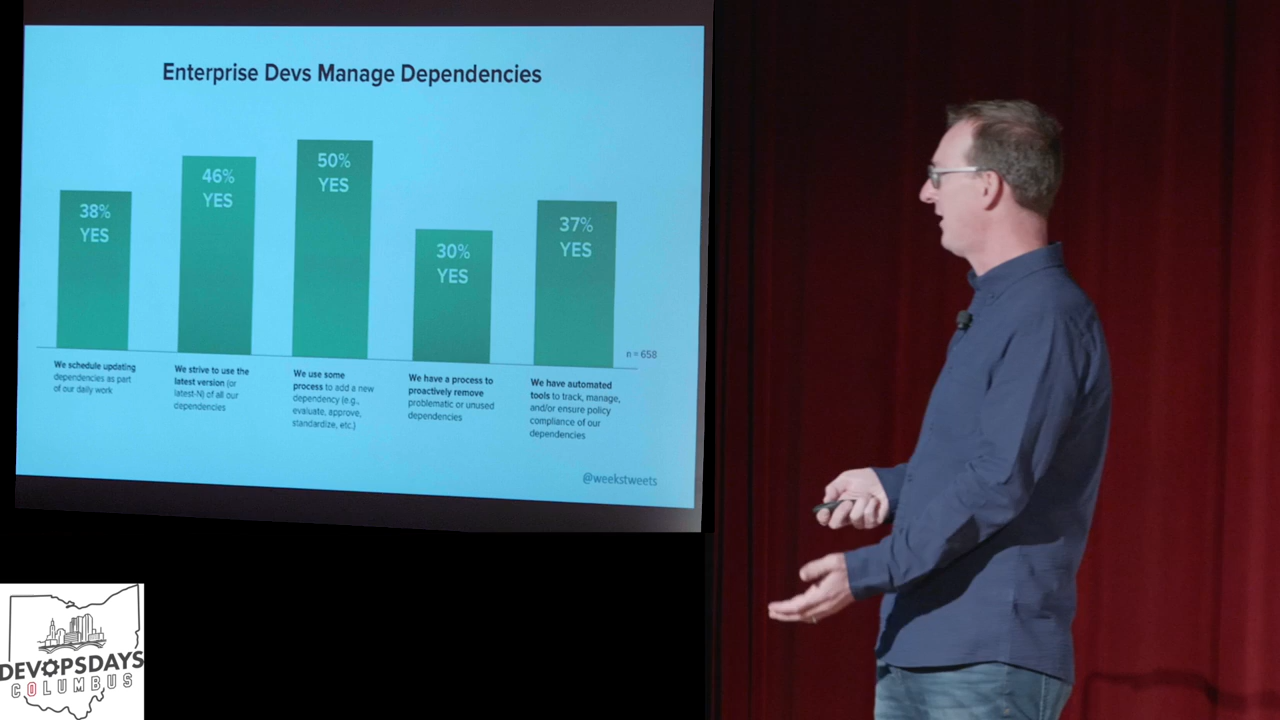 Enterprise Devs Manage Dependencies
38%
YES
46%
YES
50%
YES
30%
YES
37%
YES
n = 658
We schedule updating
dependencies as part
of our daily work
We strive to use the
latest version (or
latest-N) of all our
dependencies
We use some
process to add a new
dependency (e.g.,
evaluate, approve,
standardize, etc.)
We have a process to
proactively remove
problematic or unused
dependencies
We have automated
tools to track, manage,
and/or ensure policy
compliance of our
dependencies
@weekstweets
DEVOPSDAYS
COLUMBUS